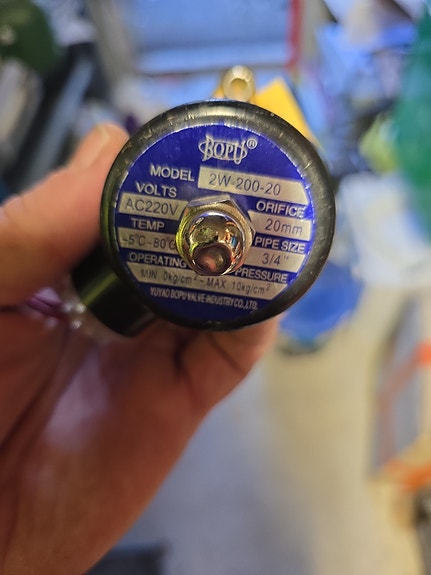 BOPU®
MODEL 2W-200-20
VOLTS ORIFICE
AC220V 20mm
TEMP PIPE SIZE
-5℃-80℃ 3/4"
OPERATING PRESSURE
MIN. 0kg/cm² - MAX. 10kg/cm²
YUYAO BOPU VALVE INDUSTRY CO.,LTD.